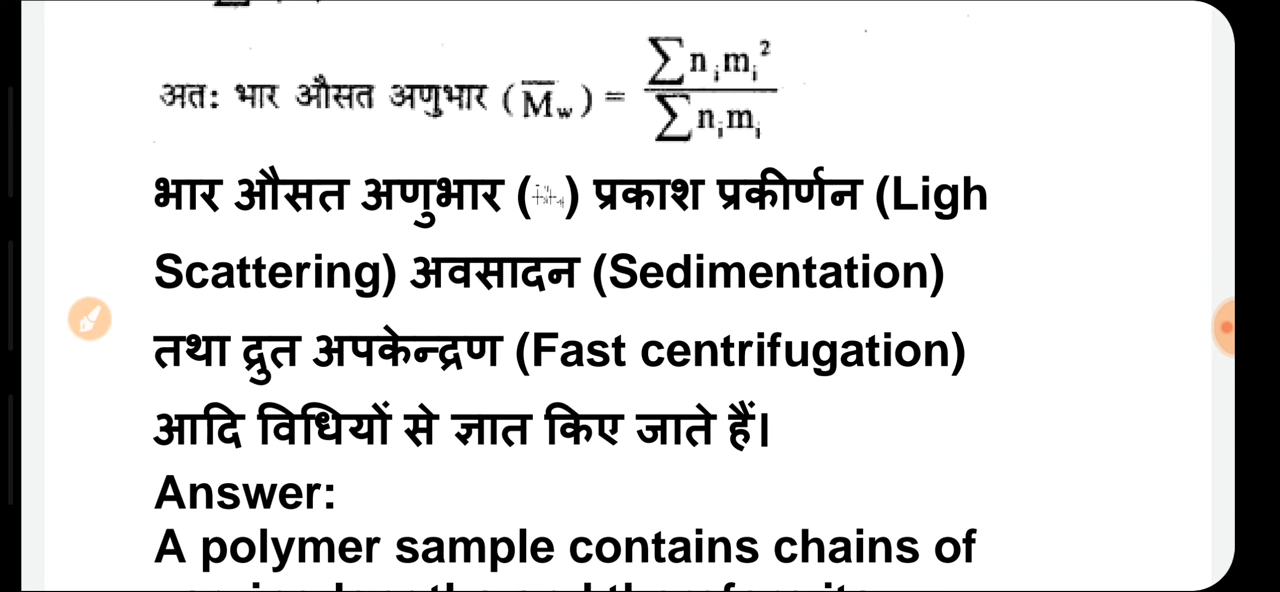 अत: भार औसत अणुभार ( M̅w ) = ∑nimi² / ∑nimi
भार औसत अणुभार () प्रकाश प्रकीर्णन (Ligh
Scattering) अवसादन (Sedimentation)
तथा द्रुत अपकेन्द्रण (Fast centrifugation)
आदि विधियों से ज्ञात किए जाते हैं।
Answer:
A polymer sample contains chains of